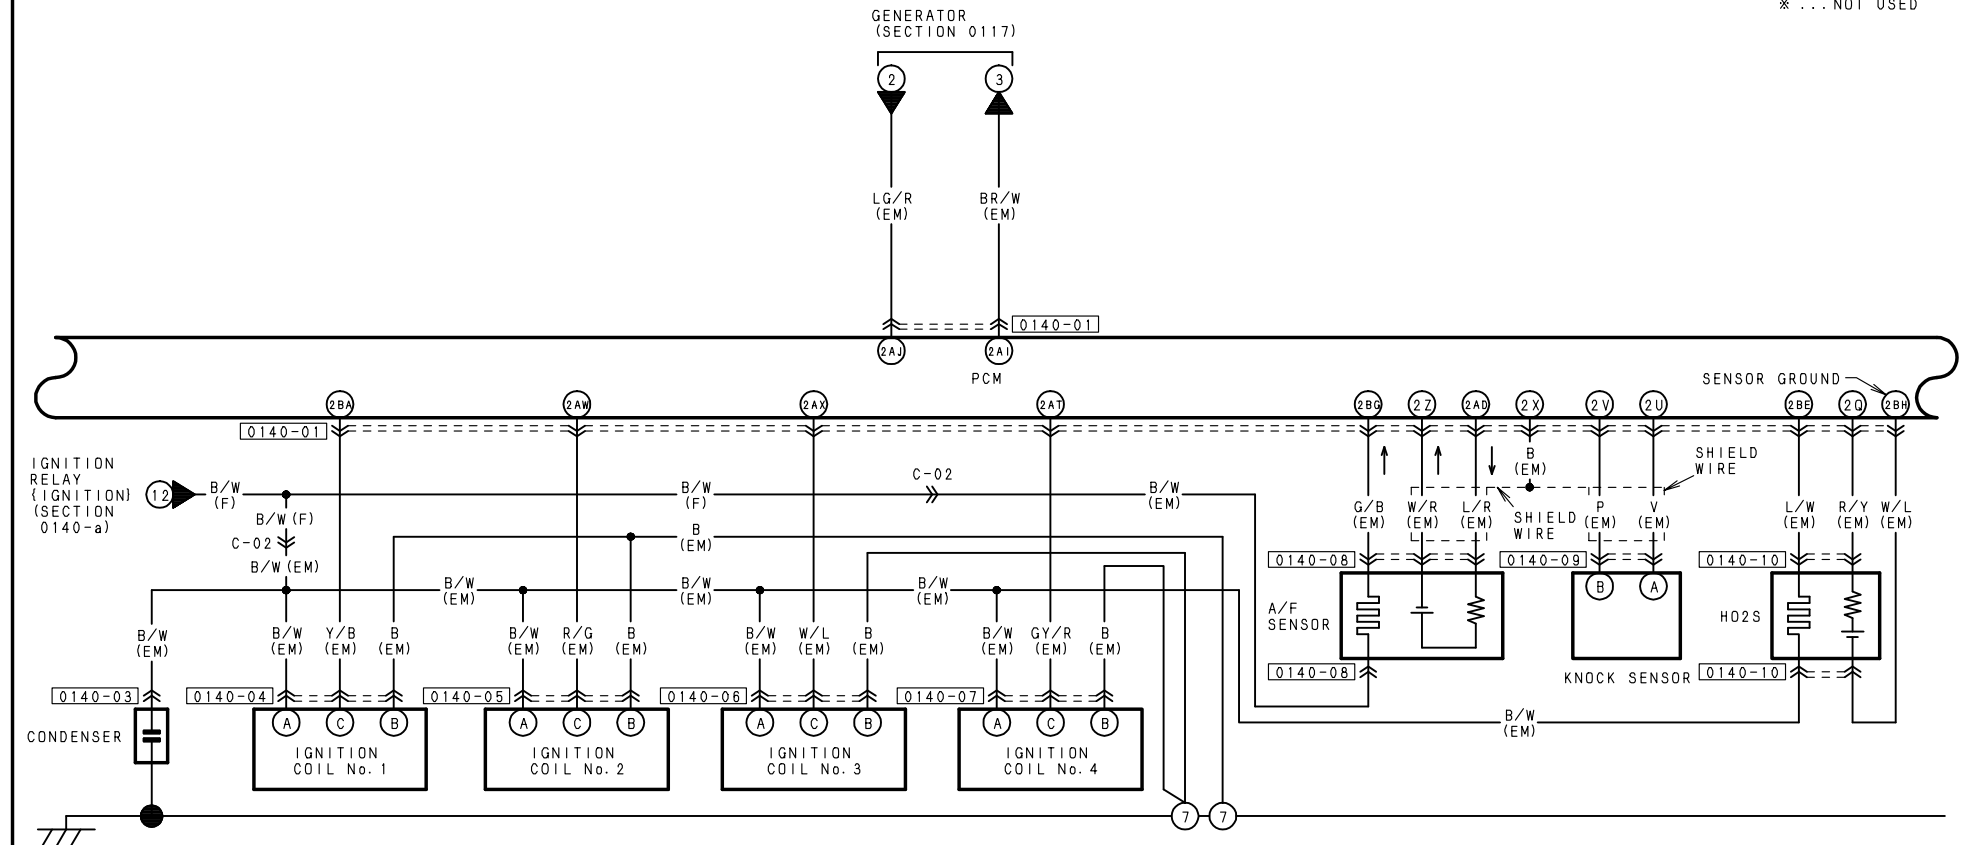 ※ ...NOT USED
GENERATOR
(SECTION 0117)
2
3
LG/R
(EM)
BR/W
(EM)
0140-01
2AJ
2AI
PCM
SENSOR GROUND
2BA
2AW
2AX
2AT
2BG
2Z
2AD
2X
2V
2U
2BE
2Q
2BH
0140-01
IGNITION
RELAY
{IGNITION}
(SECTION
0140-a)
12
B/W
(F)
B/W (F)
C-02
B/W (EM)
B/W
(F)
C-02
B/W
(EM)
B
(EM)
B
(EM)
SHIELD
WIRE
SHIELD
WIRE
G/B
(EM)
W/R
(EM)
L/R
(EM)
P
(EM)
V
(EM)
L/W
(EM)
R/Y
(EM)
W/L
(EM)
0140-08
0140-09
0140-10
B/W
(EM)
B/W
(EM)
B/W
(EM)
B
A
A/F
SENSOR
HO2S
B/W
(EM)
B/W
(EM)
Y/B
(EM)
B
(EM)
B/W
(EM)
R/G
(EM)
B
(EM)
B/W
(EM)
W/L
(EM)
B
(EM)
B/W
(EM)
GY/R
(EM)
B
(EM)
0140-08
KNOCK SENSOR
0140-10
0140-03
0140-04
0140-05
0140-06
0140-07
A
C
B
A
C
B
A
C
B
A
C
B
B/W
(EM)
CONDENSER
IGNITION
COIL No. 1
IGNITION
COIL No. 2
IGNITION
COIL No. 3
IGNITION
COIL No. 4
7
7